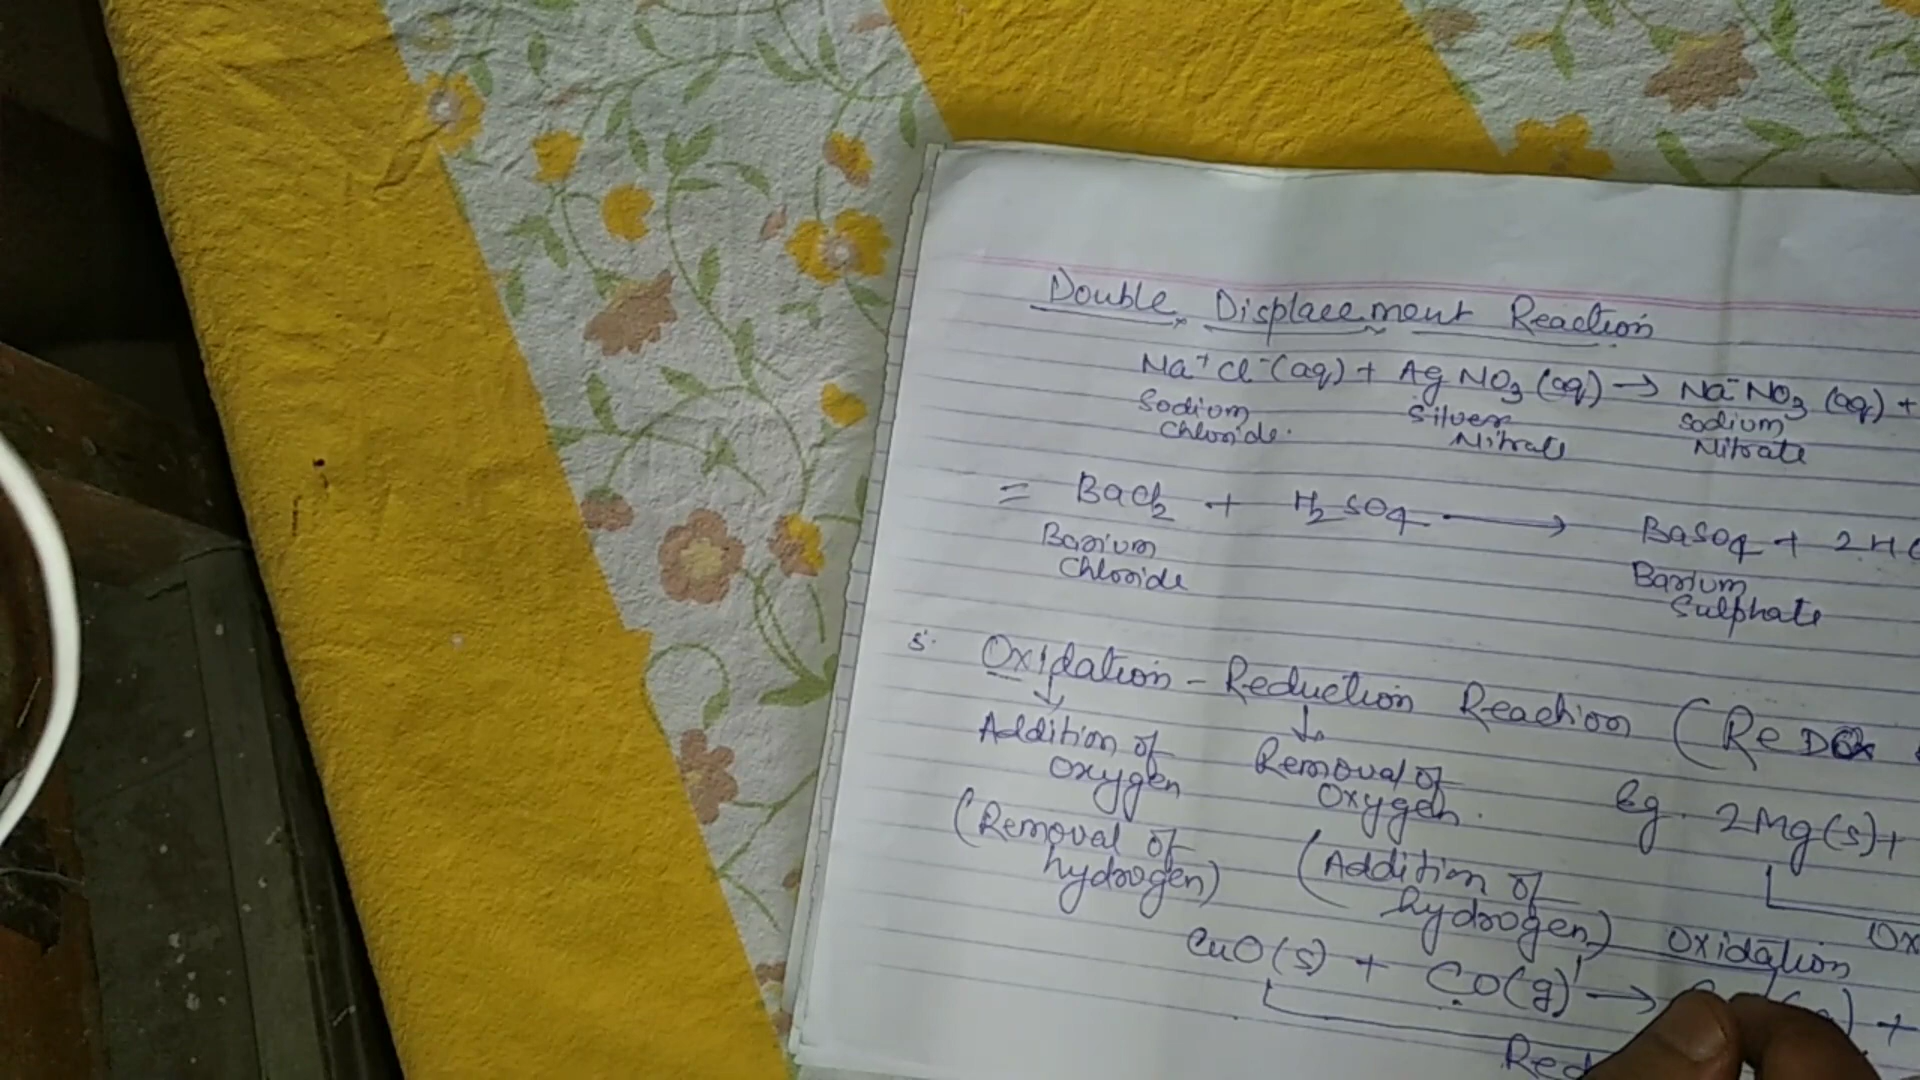 Double Displacement Reaction
Na⁺Cl⁻(aq) + AgNO₃(aq) → Na⁻NO₃(aq) +
Sodium Chloride. Silver Nitrate Sodium Nitrate
= BaCl₂ + H₂SO₄ → BaSO₄ + 2H
Barium Chloride Barium Sulphate
5. Oxidation - Reduction Reaction (ReDOx
↓ ↓
Addition of oxygen Removal of Oxygen. Eg. 2Mg(s) +
(Removal of hydrogen) (Addition of hydrogen) Ox
Oxidation
CuO(s) + CO(g) → +
Red